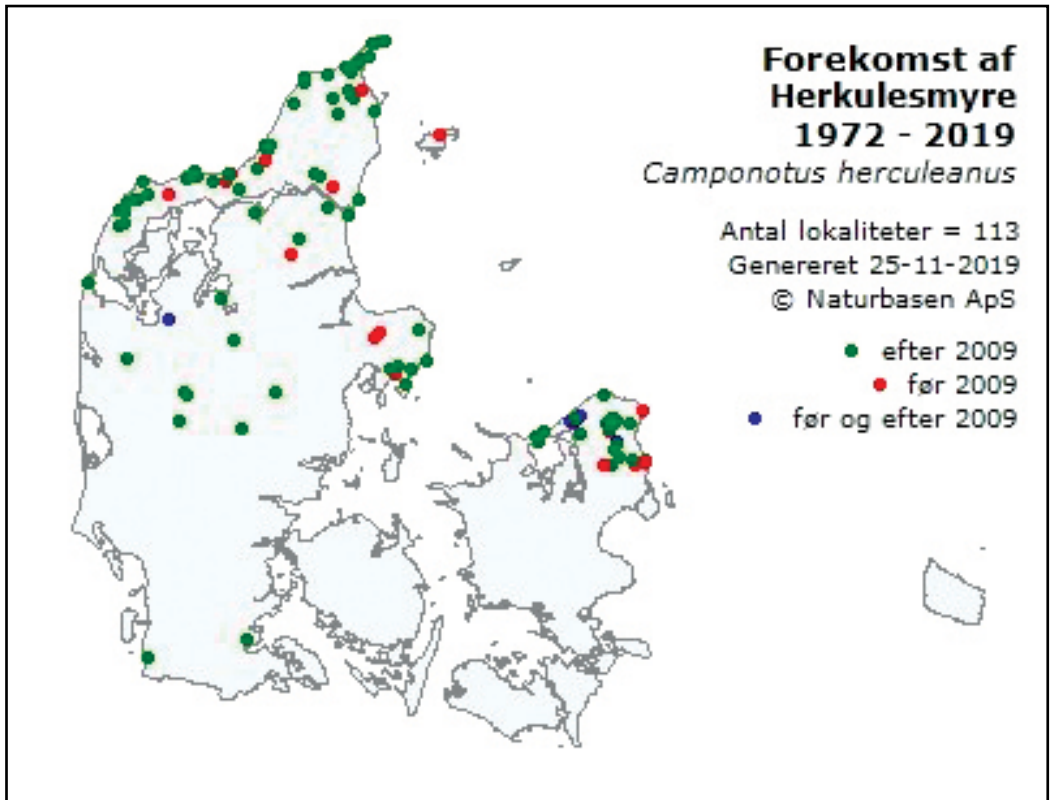 Forekomst af
Herkulesmyre
1972 - 2019
Camponotus herculeanus
Antal lokaliteter = 113
Genereret 25-11-2019
© Naturbasen ApS
efter 2009
før 2009
før og efter 2009